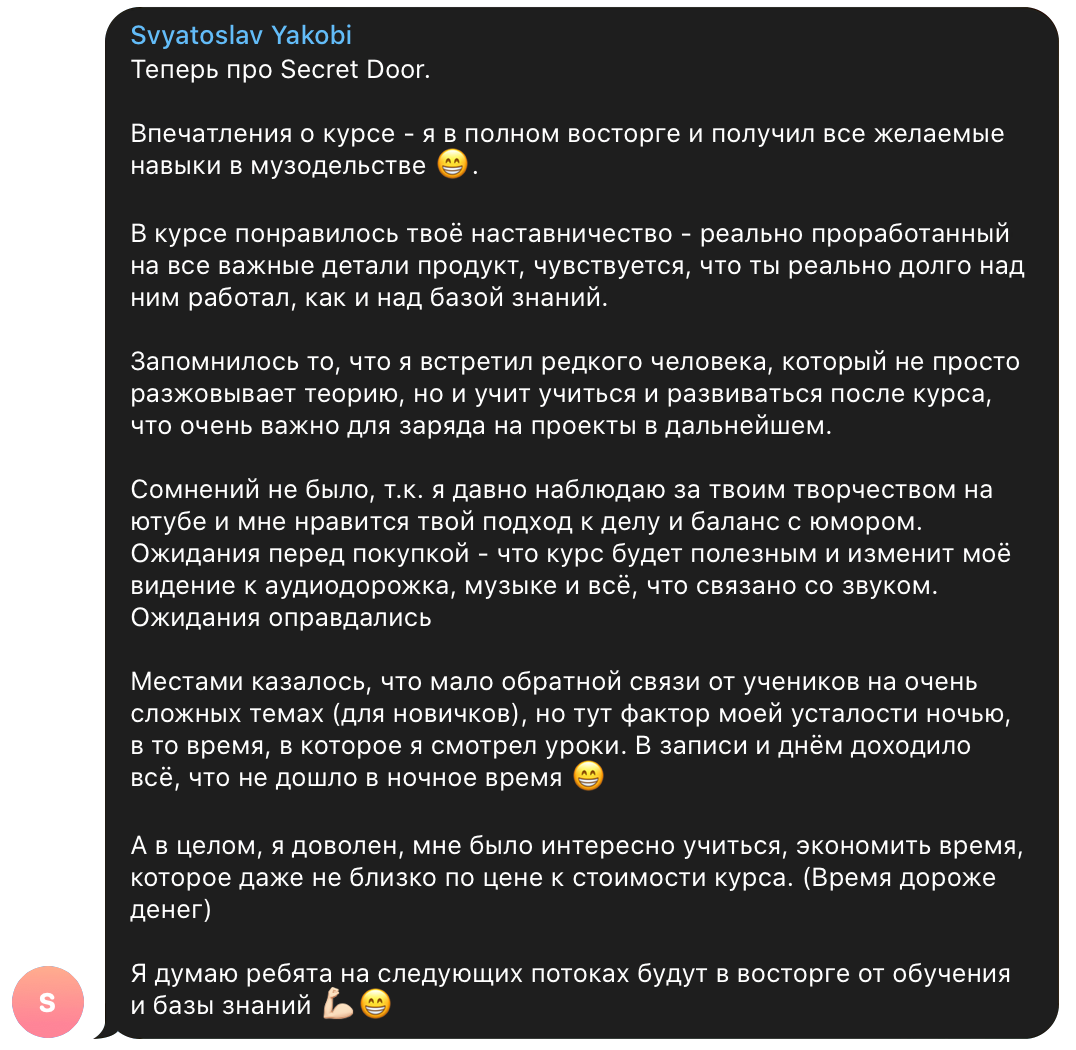 Svyatoslav Yakobi
Теперь про Secret Door.
Впечатления о курсе - я в полном восторге и получил все желаемые
навыки в музодельстве 😁.
В курсе понравилось твоё наставничество - реально проработанный
на все важные детали продукт, чувствуется, что ты реально долго над
ним работал, как и над базой знаний.
Запомнилось то, что я встретил редкого человека, который не просто
разжовывает теорию, но и учит учиться и развиваться после курса,
что очень важно для заряда на проекты в дальнейшем.
Сомнений не было, т.к. я давно наблюдаю за твоим творчеством на
ютубе и мне нравится твой подход к делу и баланс с юмором.
Ожидания перед покупкой - что курс будет полезным и изменит моё
видение к аудиодорожка, музыке и всё, что связано со звуком.
Ожидания оправдались
Местами казалось, что мало обратной связи от учеников на очень
сложных темах (для новичков), но тут фактор моей усталости ночью,
в то время, в которое я смотрел уроки. В записи и днём доходило
всё, что не дошло в ночное время 😁
А в целом, я доволен, мне было интересно учиться, экономить время,
которое даже не близко по цене к стоимости курса. (Время дороже
денег)
Я думаю ребята на следующих потоках будут в восторге от обучения
и базы знаний 💪🏻😁
S